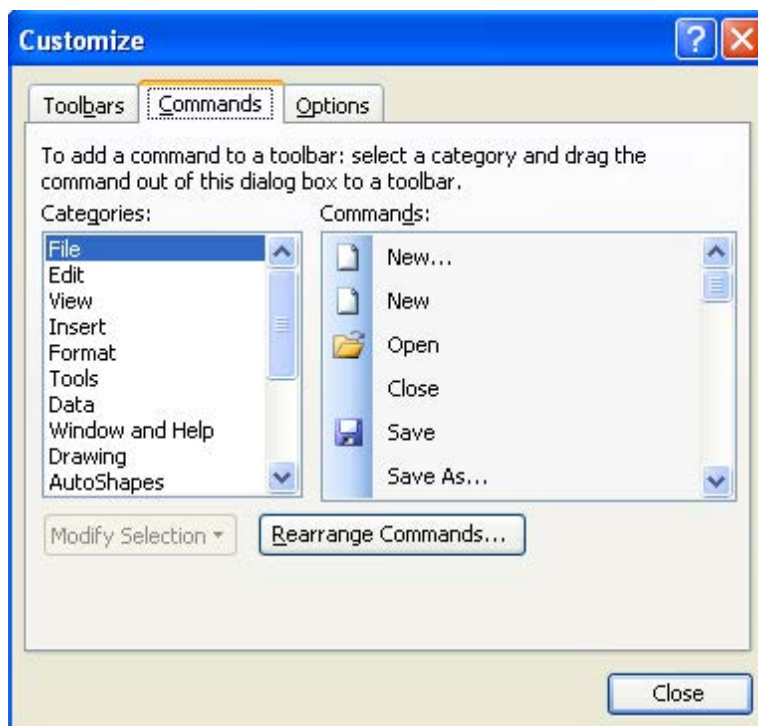 Customize
Toolbars
Commands
Options
To add a command to a toolbar: select a category and drag the
command out of this dialog box to a toolbar.
Categories:
Commands:
File
Edit
View
Insert
Format
Tools
Data
Window and Help
Drawing
AutoShapes
New...
New
Open
Close
Save
Save As...
Modify Selection
Rearrange Commands...
Close